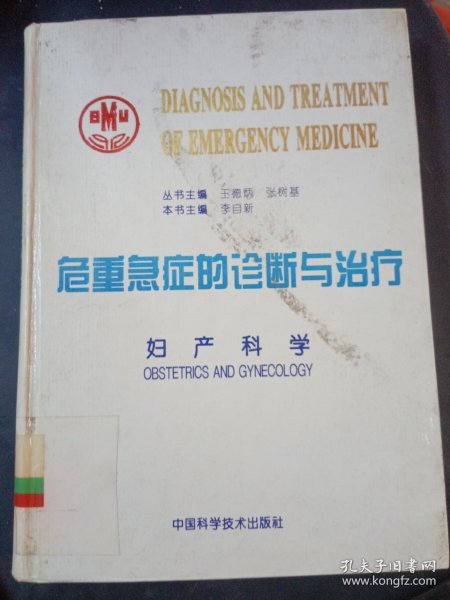 BMU
DIAGNOSIS AND TREATMENT
OF EMERGENCY MEDICINE
丛书主编 王德炳 张树基
本书主编 李自新
危重急症的诊断与治疗
妇产科学
OBSTETRICS AND GYNECOLOGY
中国科学技术出版社
孔夫子旧书网
www.kongfz.com